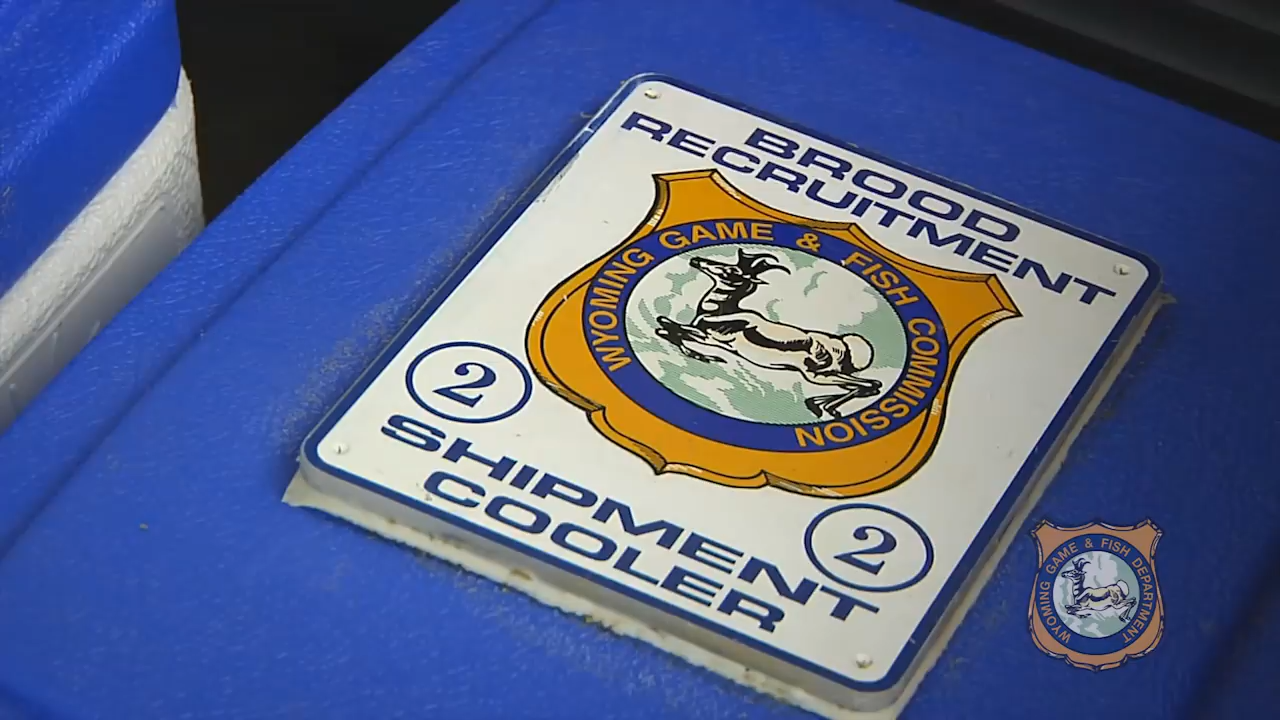 BROOD
RECRUITMENT
WYOMING GAME & FISH COMMISSION
2
2
SHIPMENT
COOLER
WYOMING GAME & FISH DEPARTMENT